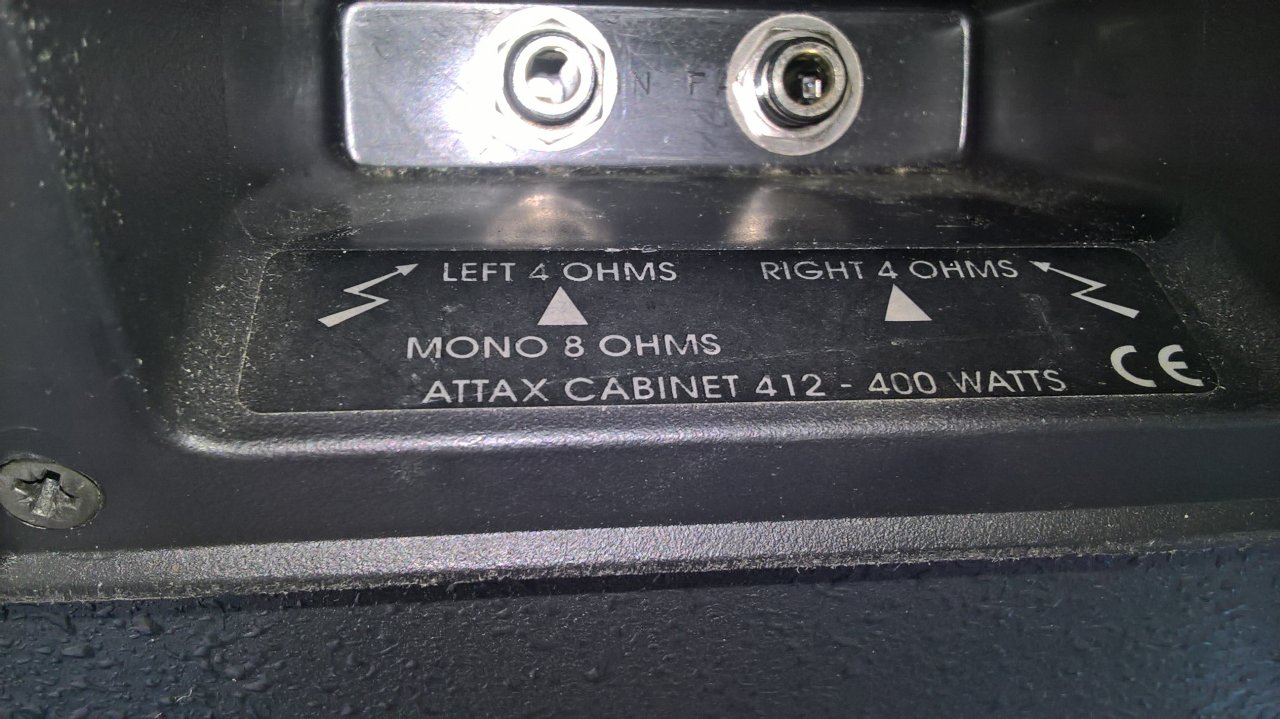 LEFT 4 OHMS RIGHT 4 OHMS
MONO 8 OHMS
ATTAX CABINET 412 - 400 WATTS CE